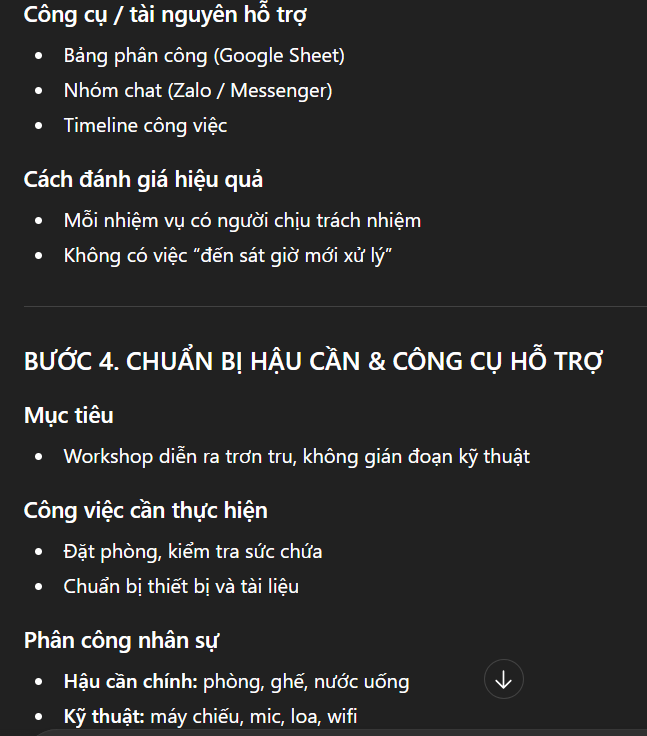 Công cụ / tài nguyên hỗ trợ
Bảng phân công (Google Sheet)
Nhóm chat (Zalo / Messenger)
Timeline công việc
Cách đánh giá hiệu quả
Mỗi nhiệm vụ có người chịu trách nhiệm
Không có việc “đến sát giờ mới xử lý”
BƯỚC 4. CHUẨN BỊ HẬU CẦN & CÔNG CỤ HỖ TRỢ
Mục tiêu
Workshop diễn ra trơn tru, không gián đoạn kỹ thuật
Công việc cần thực hiện
Đặt phòng, kiểm tra sức chứa
Chuẩn bị thiết bị và tài liệu
Phân công nhân sự
Hậu cần chính: phòng, ghế, nước uống
Kỹ thuật: máy chiếu, mic, loa, wifi